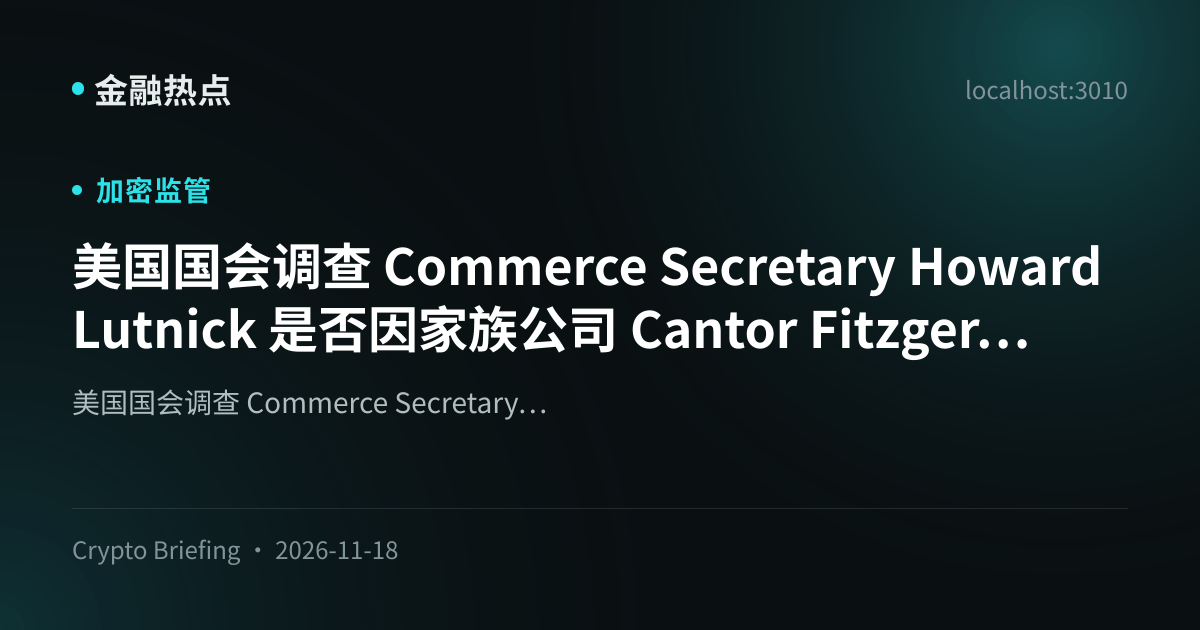 金融热点
localhost:3010
加密监管
美国国会调查 Commerce Secretary Howard
Lutnick 是否因家族公司 Cantor Fitzger…
美国国会调查 Commerce Secretary…
Crypto Briefing · 2026-11-18